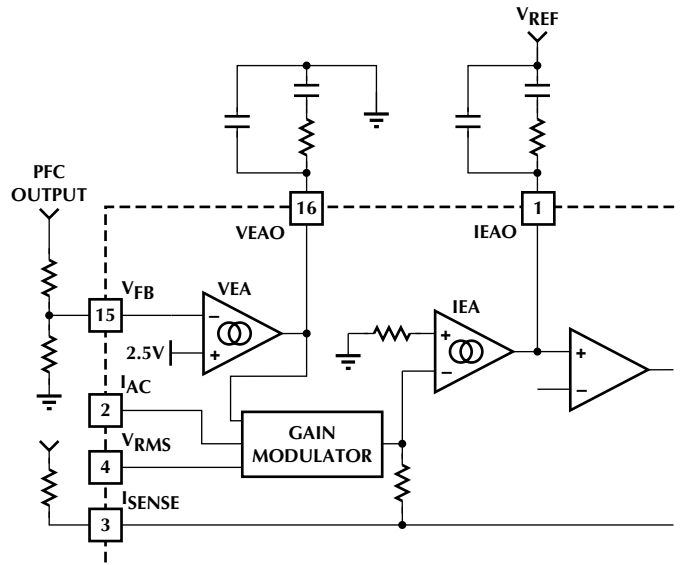 VREF
PFC
OUTPUT
16
1
VEAO
IEAO
VFB
VEA
IEA
15
−
+
2.5V
+
−
+
−
IAC
2
GAIN
MODULATOR
VRMS
4
ISENSE
3